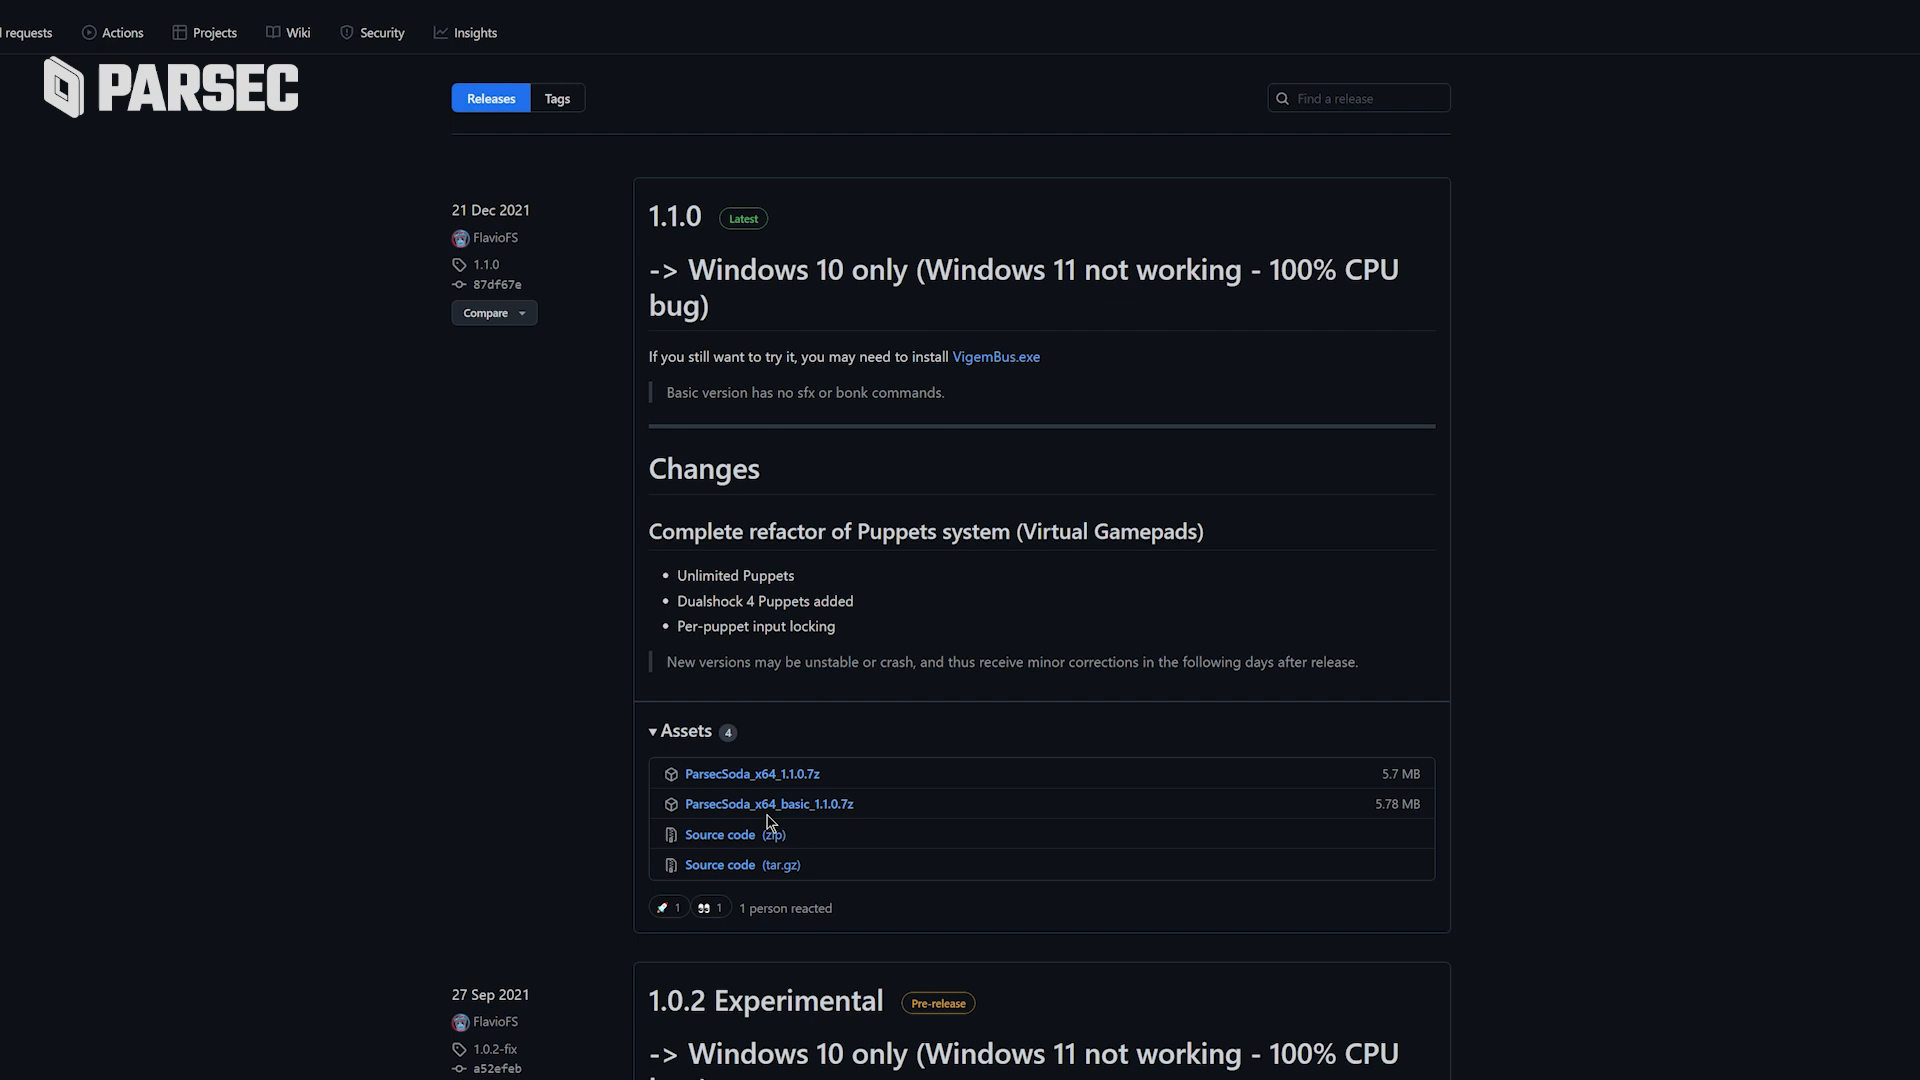 requests Actions Projects Wiki Security Insights
PARSEC
Releases Tags Find a release
21 Dec 2021
FlavioFS
1.1.0
87df67e
Compare
1.1.0 Latest
-> Windows 10 only (Windows 11 not working - 100% CPU
bug)
If you still want to try it, you may need to install VigemBus.exe
Basic version has no sfx or bonk commands.
Changes
Complete refactor of Puppets system (Virtual Gamepads)
• Unlimited Puppets
• Dualshock 4 Puppets added
• Per-puppet input locking
New versions may be unstable or crash, and thus receive minor corrections in the following days after release.
Assets 4
ParsecSoda_x64_1.1.0.7z 5.7 MB
ParsecSoda_x64_basic_1.1.0.7z 5.78 MB
Source code (zip)
Source code (tar.gz)
1 1 1 person reacted
27 Sep 2021
FlavioFS
1.0.2-fix
a52efeb
1.0.2 Experimental Pre-release
-> Windows 10 only (Windows 11 not working - 100% CPU